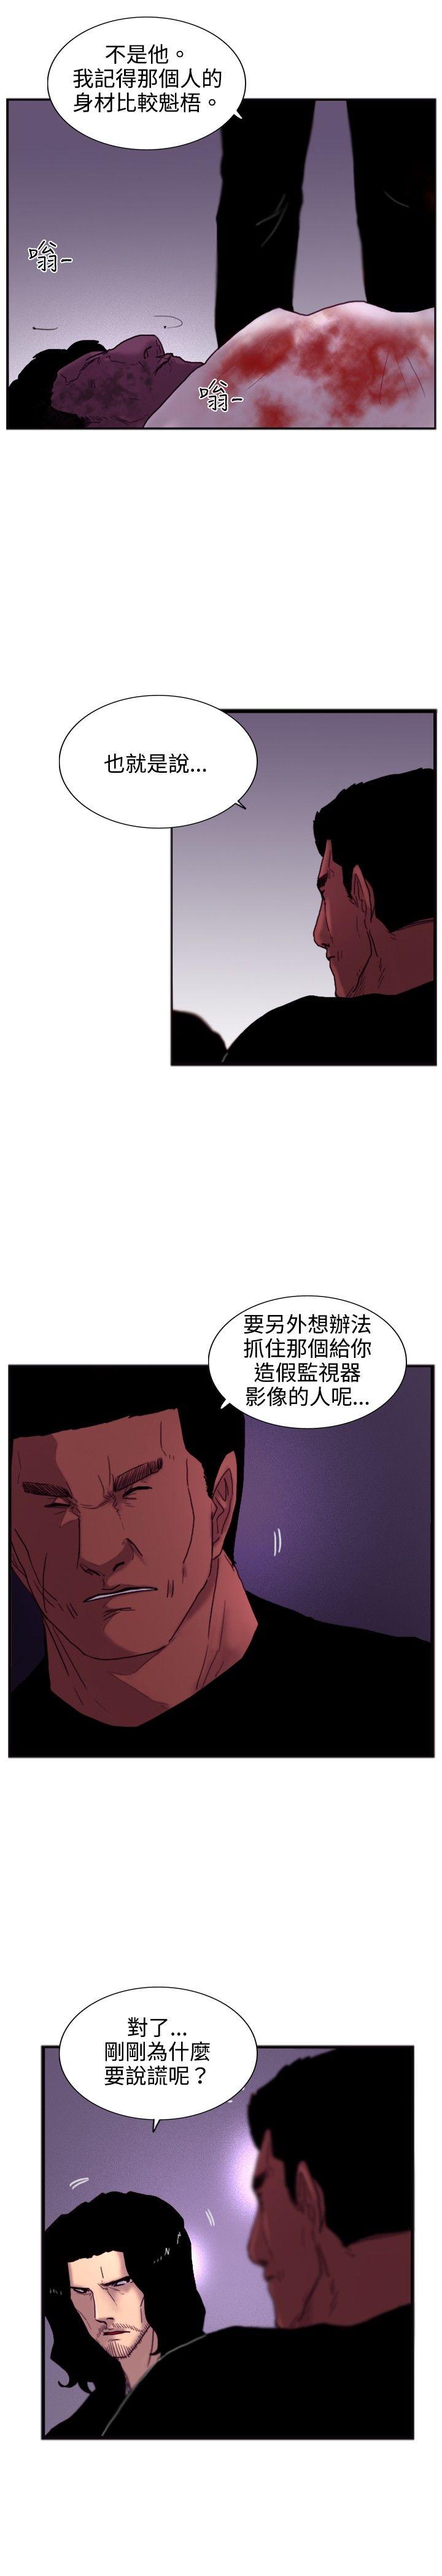 不是他。
我記得那個人的
身材比較魁梧。
嗡-
嗡-
也就是說...
要另外想辦法
抓住那個給你
造假監視器
影像的人呢...
對了...
剛剛為什麼
要說謊呢？